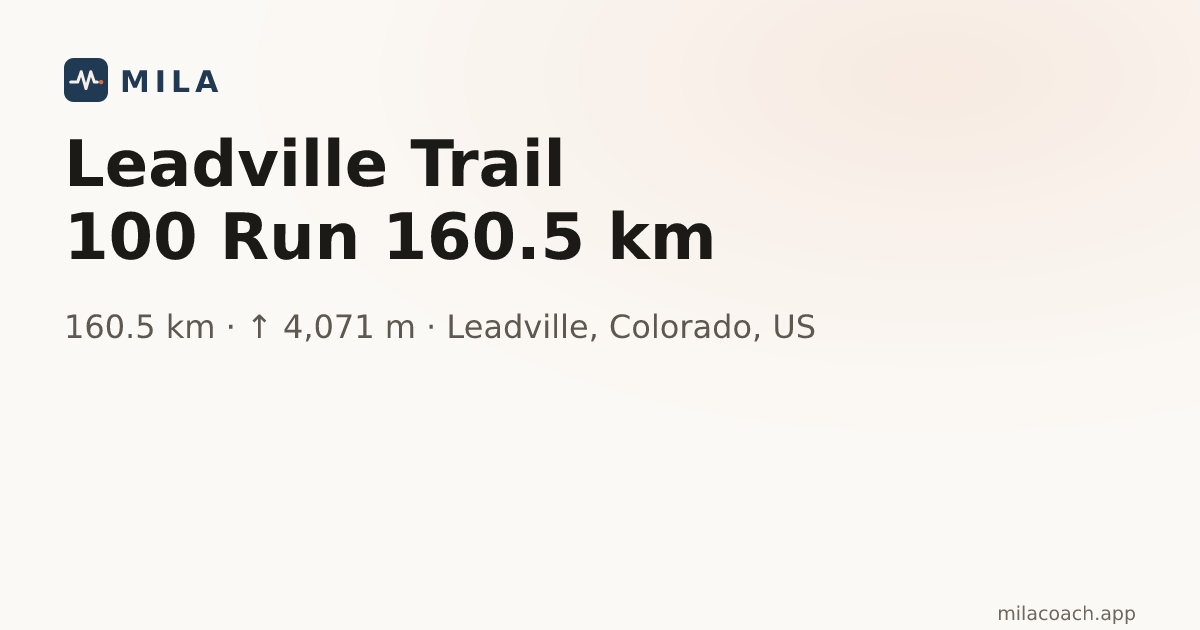 MILA
Leadville Trail
100 Run 160.5 km
160.5 km · ↑ 4,071 m · Leadville, Colorado, US
milacoach.app